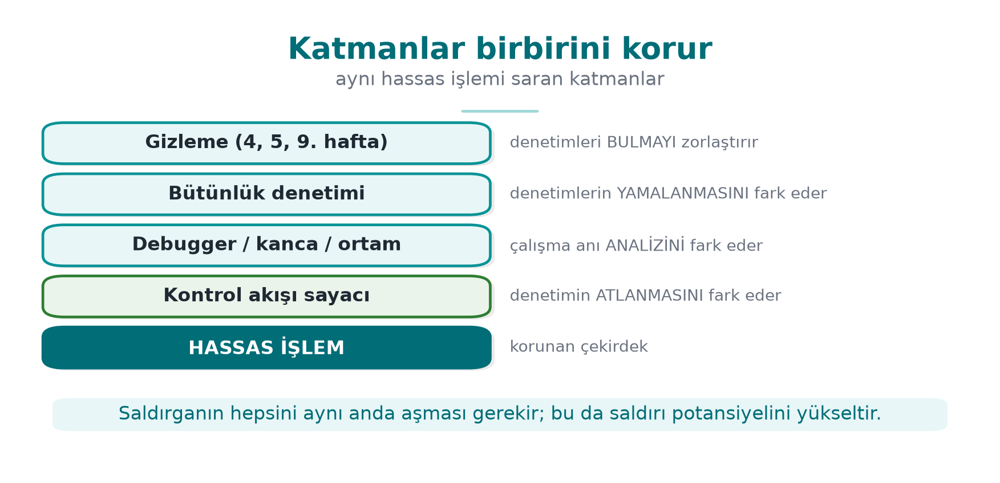 Katmanlar birbirini korur
aynı hassas işlemi saran katmanlar
Gizleme (4, 5, 9. hafta)
denetimleri BULMAYI zorlaştırır
Bütünlük denetimi
denetimlerin YAMALANMASINI fark eder
Debugger / kanca / ortam
çalışma anı ANALİZİNİ fark eder
Kontrol akışı sayacı
denetimin ATLANMASINI fark eder
HASSAS İŞLEM
korunan çekirdek
Saldırganın hepsini aynı anda aşması gerekir; bu da saldırı potansiyelini yükseltir.